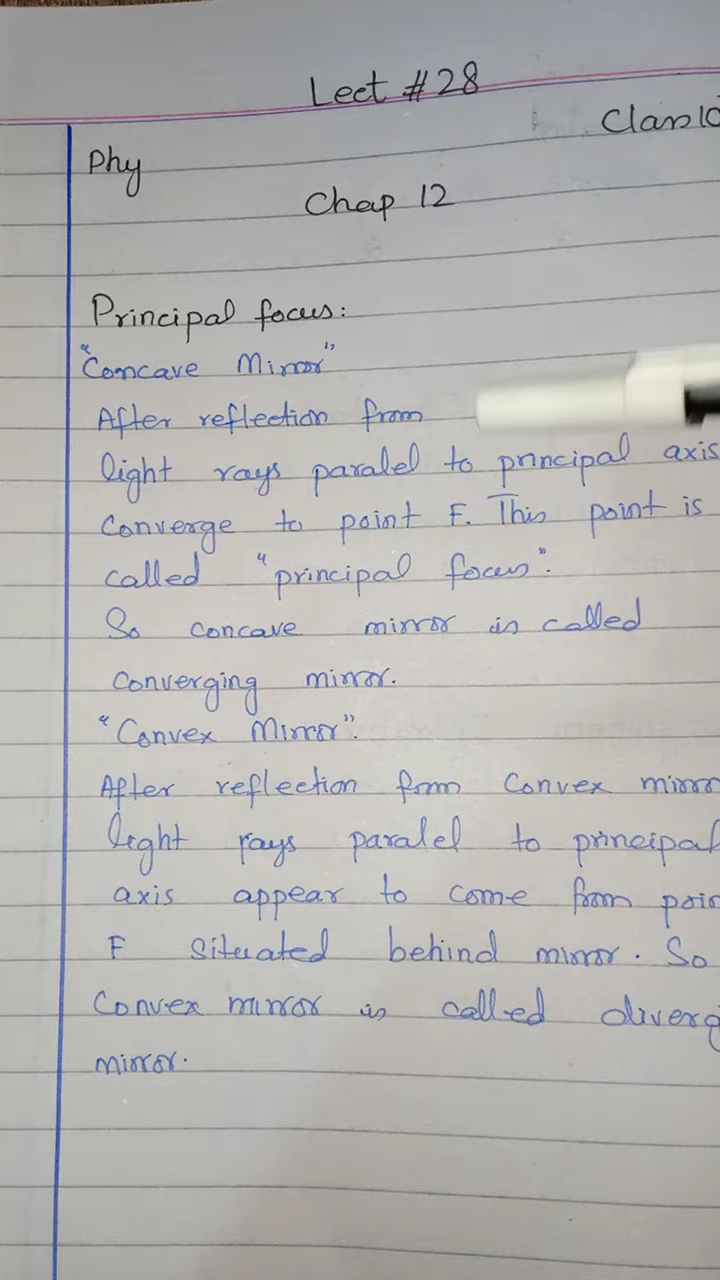 Lect #28
Class 10
Phy
Chap 12
Principal focus:
"Concave Mirror"
After reflection from
light rays paralel to principal axis
converge to point F. This point is
called "principal focus".
So concave mirror is called
converging mirror.
"Convex Mirror".
After reflection from Convex mirror
light rays paralel to principal
axis appear to come from
F situated behind mirror. So
Convex mirror is called
mirror.